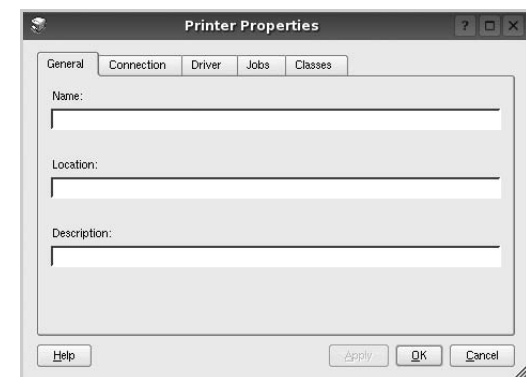 Printer Properties
General Connection Driver Jobs Classes
Name:
Location:
Description:
Help Apply OK Cancel